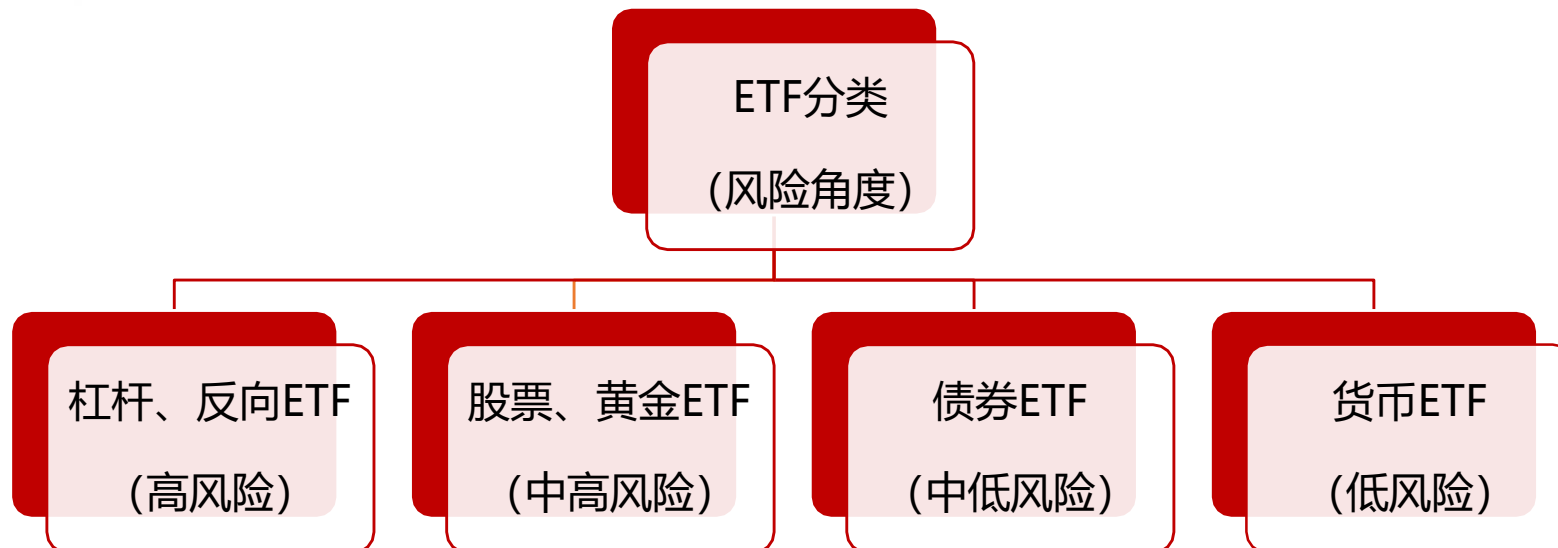 ETF分类
（风险角度）
杠杆、反向ETF
（高风险）
股票、黄金ETF
（中高风险）
债券ETF
（中低风险）
货币ETF
（低风险）